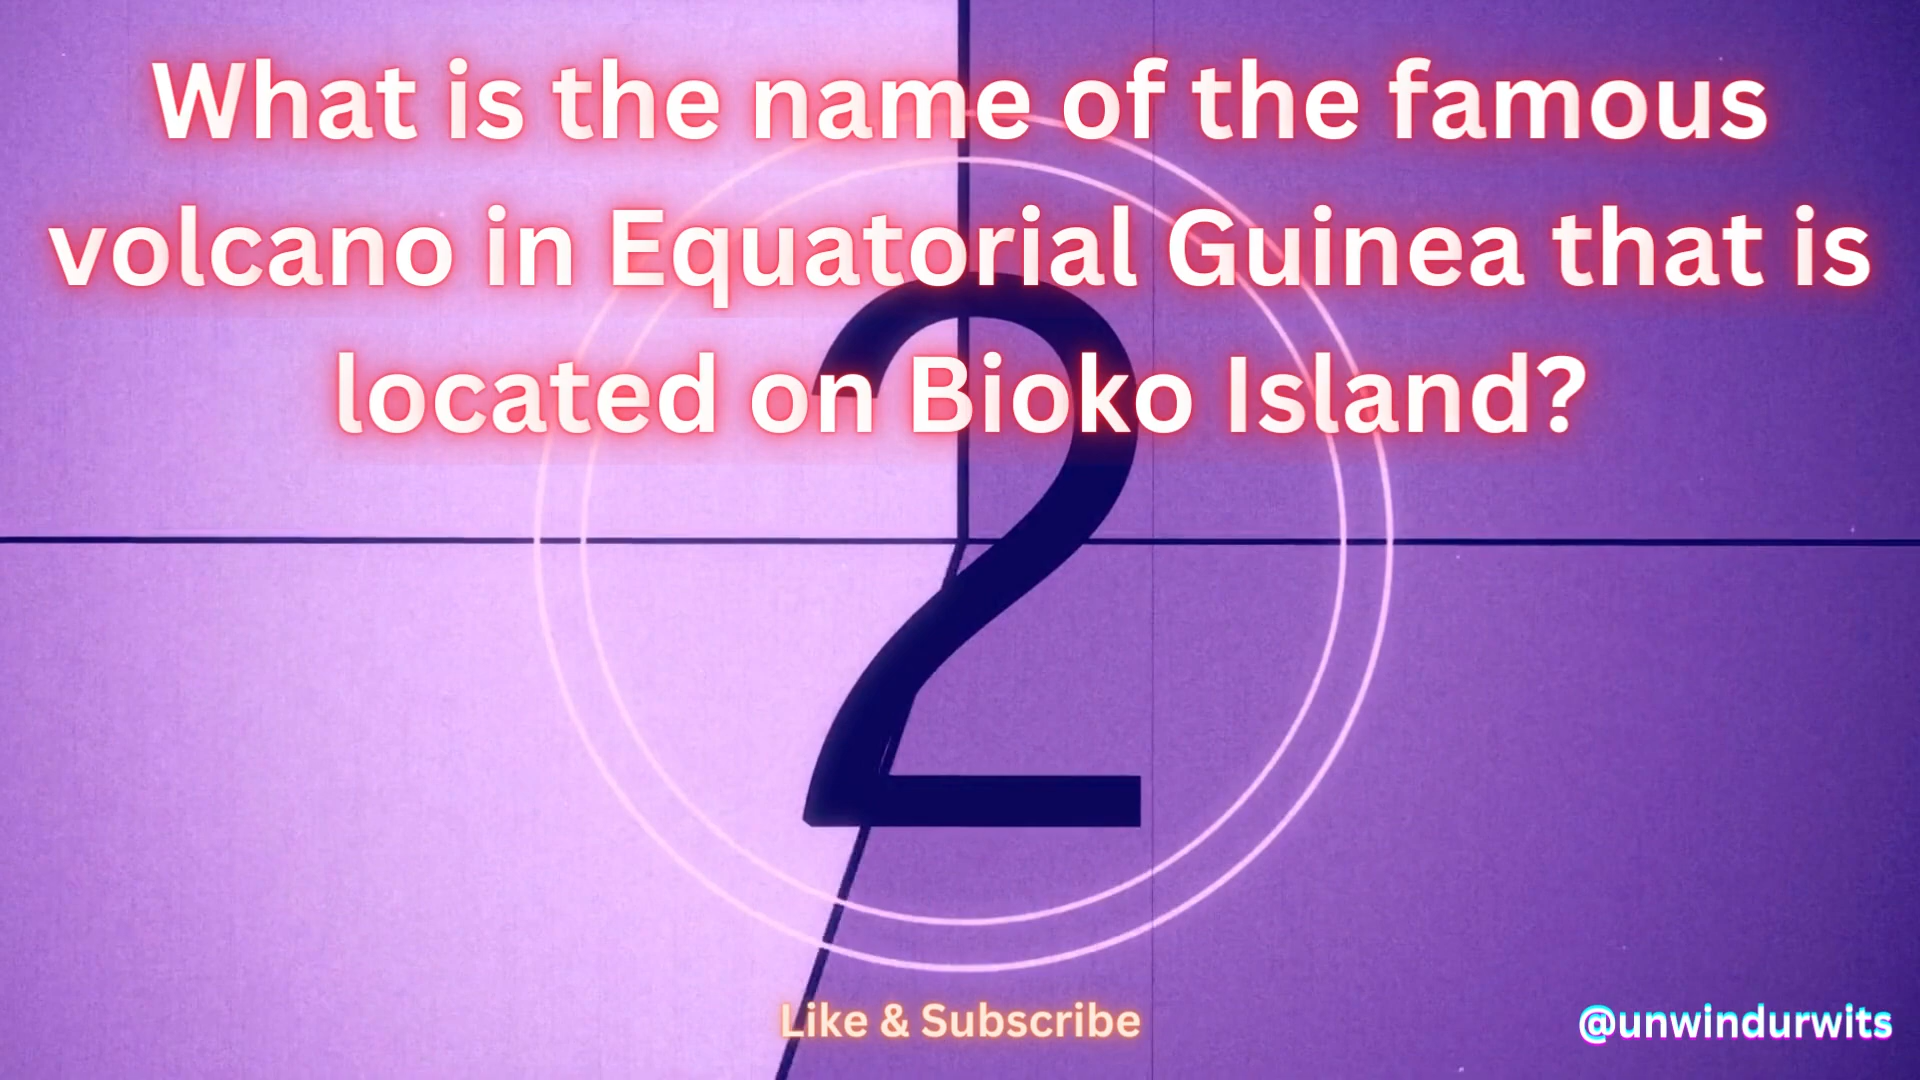 What is the name of the famous
volcano in Equatorial Guinea that is
located on Bioko Island?
2
Like & Subscribe
@unwindurwits